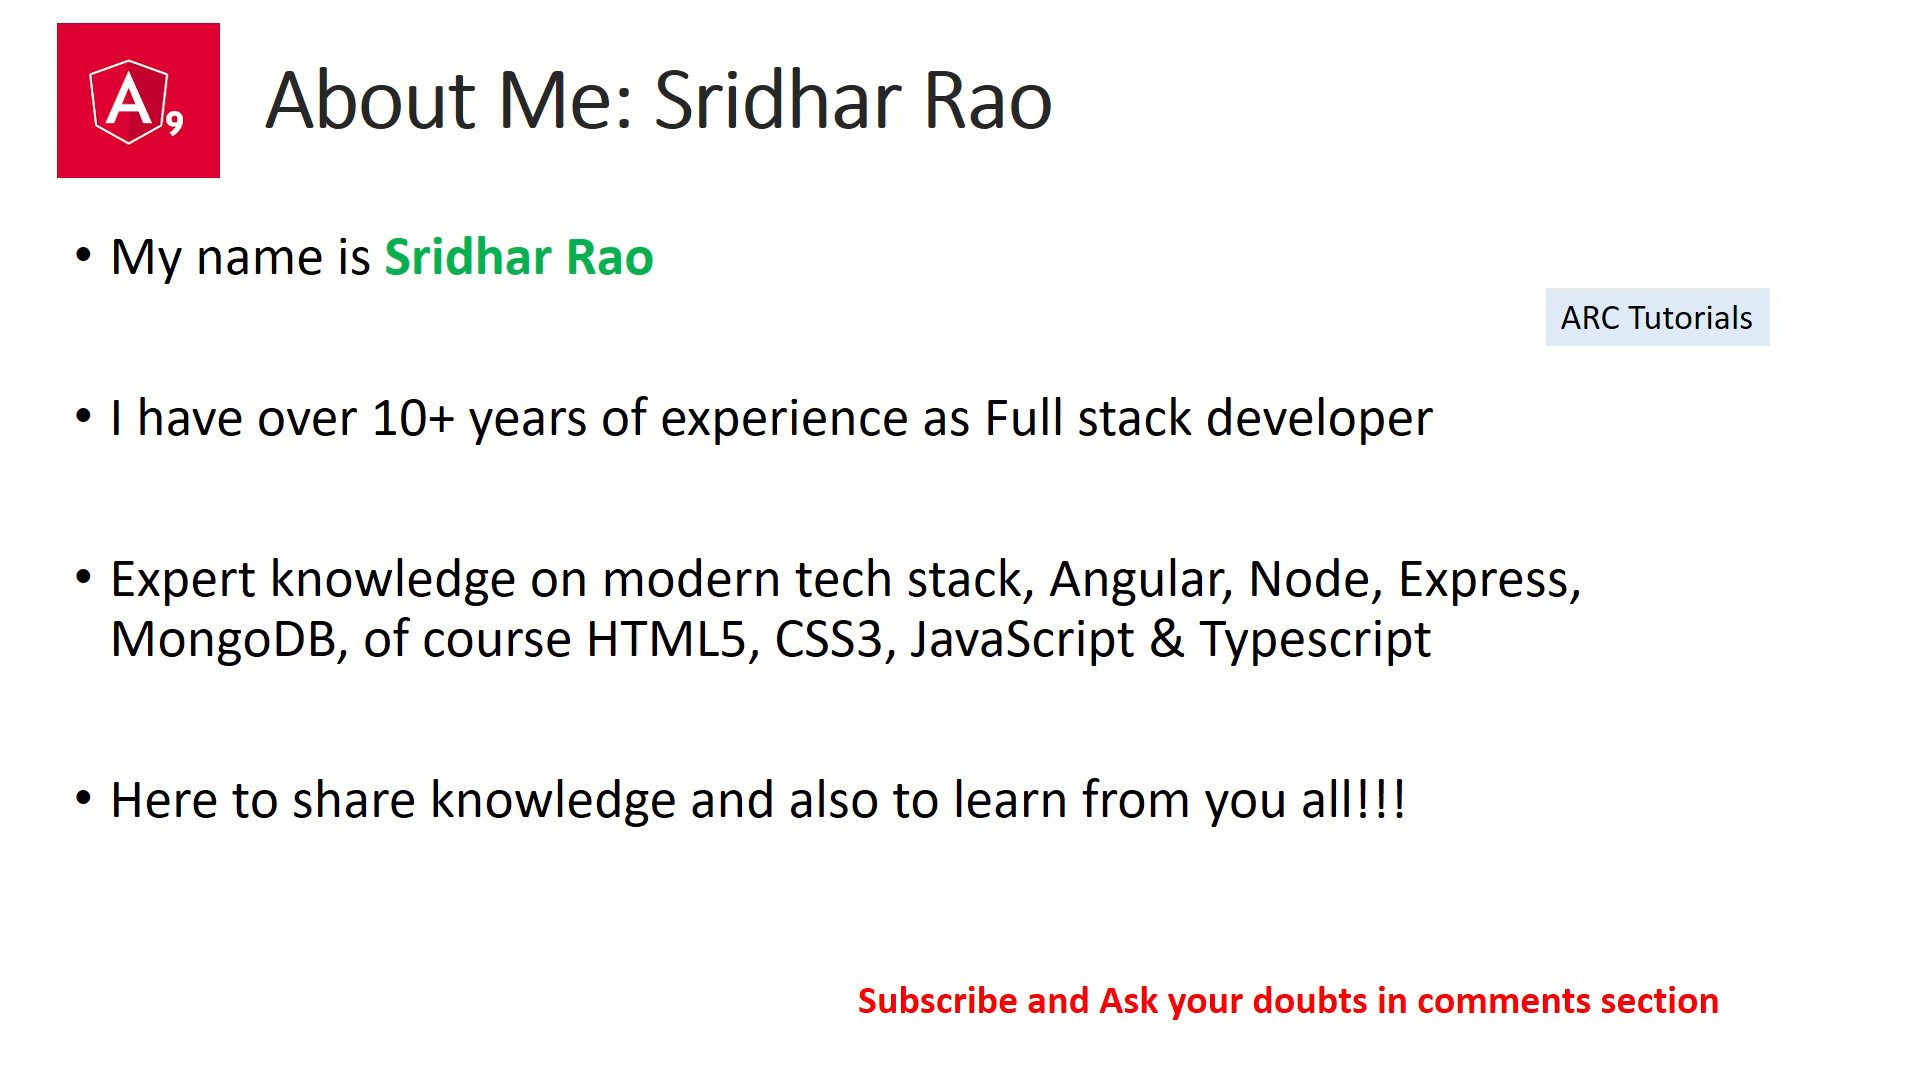 A9
About Me: Sridhar Rao
• My name is Sridhar Rao
ARC Tutorials
• I have over 10+ years of experience as Full stack developer
• Expert knowledge on modern tech stack, Angular, Node, Express,
MongoDB, of course HTML5, CSS3, JavaScript & Typescript
• Here to share knowledge and also to learn from you all!!!
Subscribe and Ask your doubts in comments section